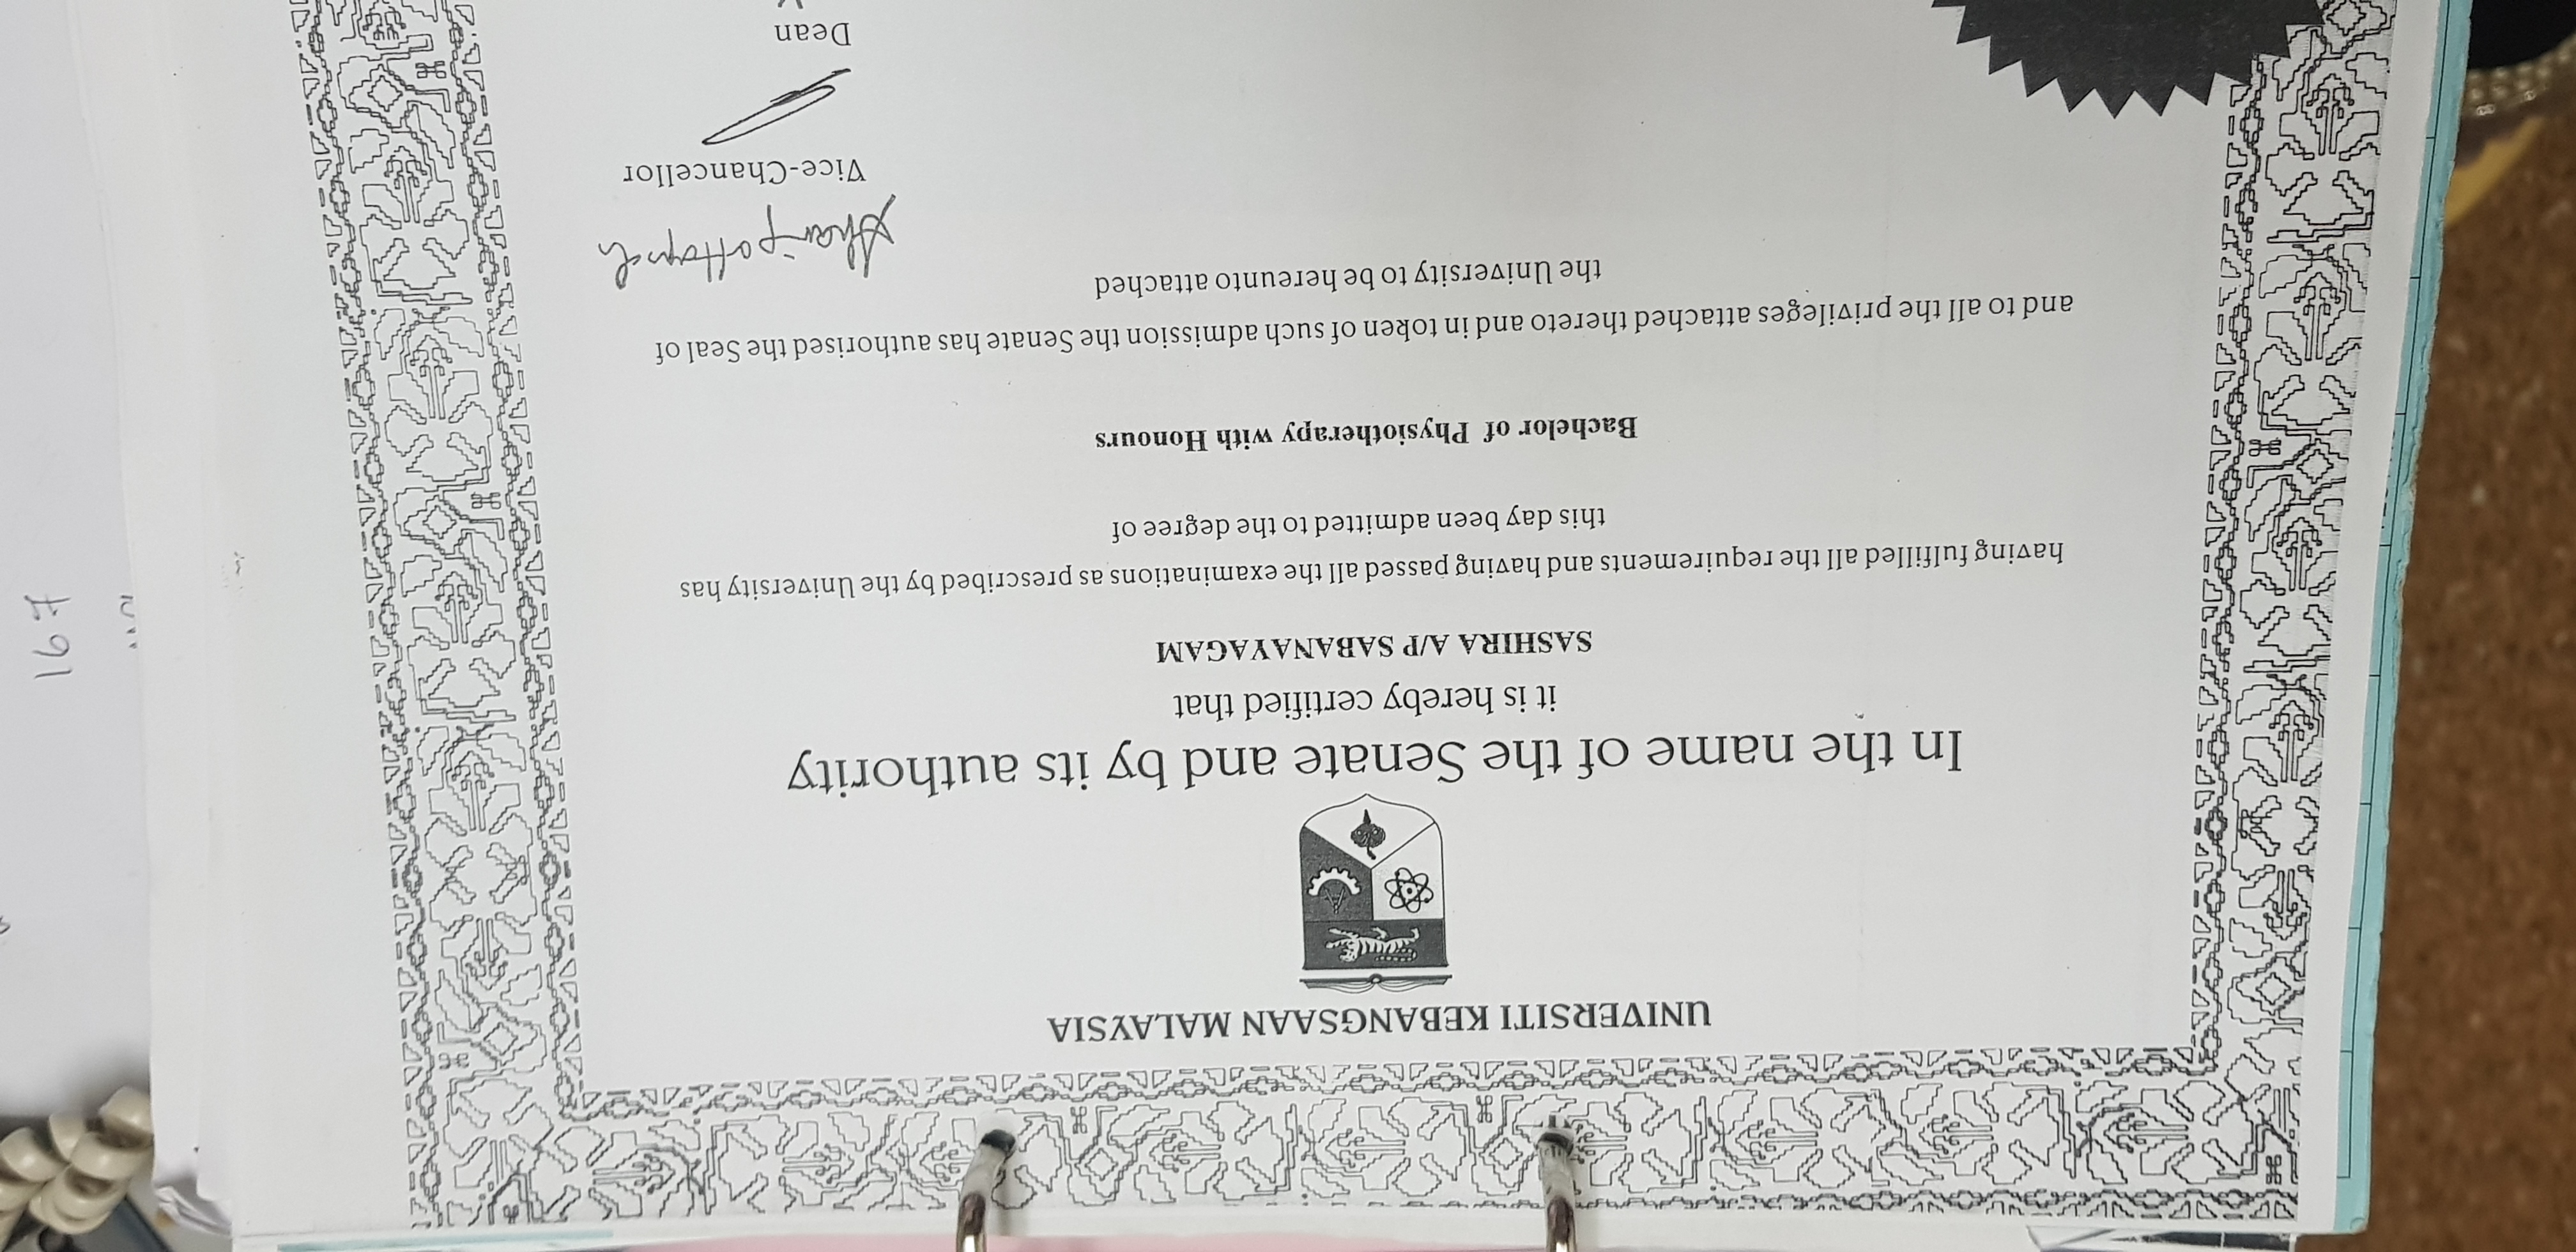 UNIVERSITI KEBANGSAAN MALAYSIA
In the name of the Senate and by its authority
it is hereby certified that
SASHIRA A/P SABANAYAGAM
having fulfilled all the requirements and having passed all the examinations as prescribed by the University has
this day been admitted to the degree of
Bachelor of Physiotherapy with Honours
and to all the privileges attached thereto and in token of such admission the Senate has authorised the Seal of
the University to be hereunto attached
Vice-Chancellor
Dean
167